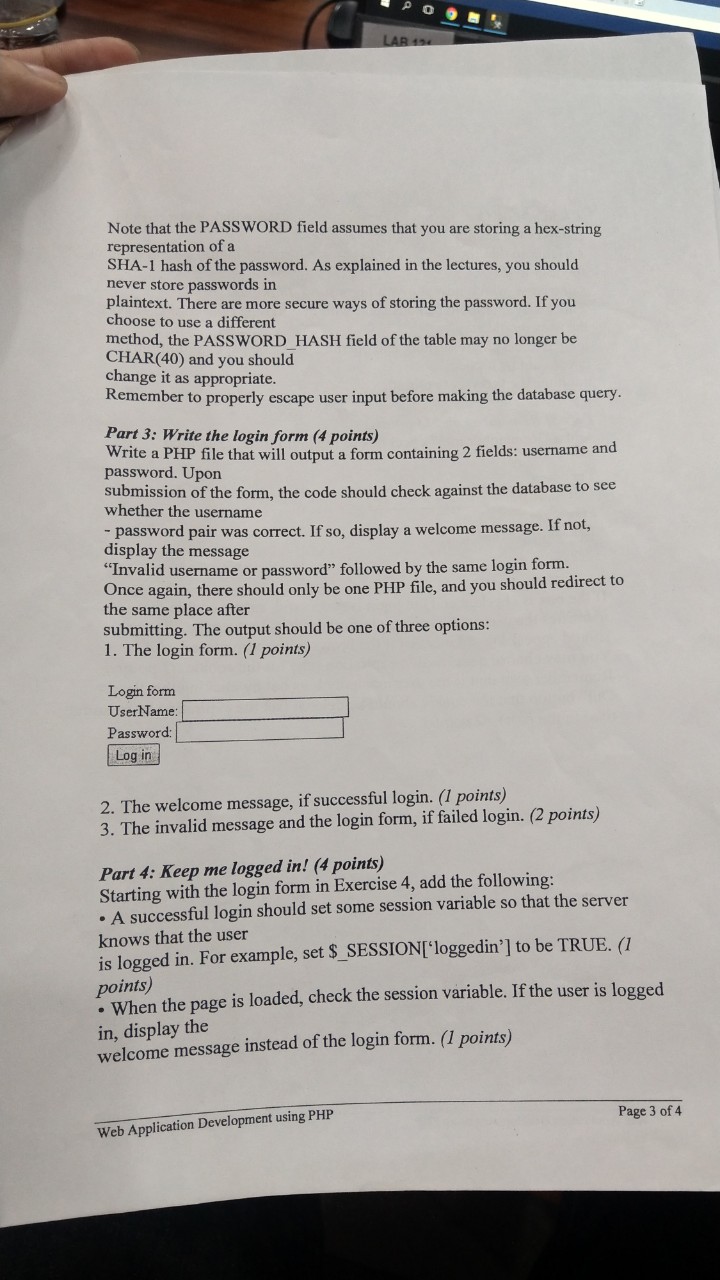 LAB 121
Note that the PASSWORD field assumes that you are storing a hex-string
representation of a
SHA-1 hash of the password. As explained in the lectures, you should
never store passwords in
plaintext. There are more secure ways of storing the password. If you
choose to use a different
method, the PASSWORD_HASH field of the table may no longer be
CHAR(40) and you should
change it as appropriate.
Remember to properly escape user input before making the database query.
Part 3: Write the login form (4 points)
Write a PHP file that will output a form containing 2 fields: username and
password. Upon
submission of the form, the code should check against the database to see
whether the username
- password pair was correct. If so, display a welcome message. If not,
display the message
“Invalid username or password” followed by the same login form.
Once again, there should only be one PHP file, and you should redirect to
the same place after
submitting. The output should be one of three options:
1. The login form. (1 points)
Login form
UserName:
Password:
Log in
2. The welcome message, if successful login. (1 points)
3. The invalid message and the login form, if failed login. (2 points)
Part 4: Keep me logged in! (4 points)
Starting with the login form in Exercise 4, add the following:
• A successful login should set some session variable so that the server
knows that the user
is logged in. For example, set $_SESSION[‘loggedin’] to be TRUE. (1
points)
• When the page is loaded, check the session variable. If the user is logged
in, display the
welcome message instead of the login form. (1 points)
Web Application Development using PHP
Page 3 of 4